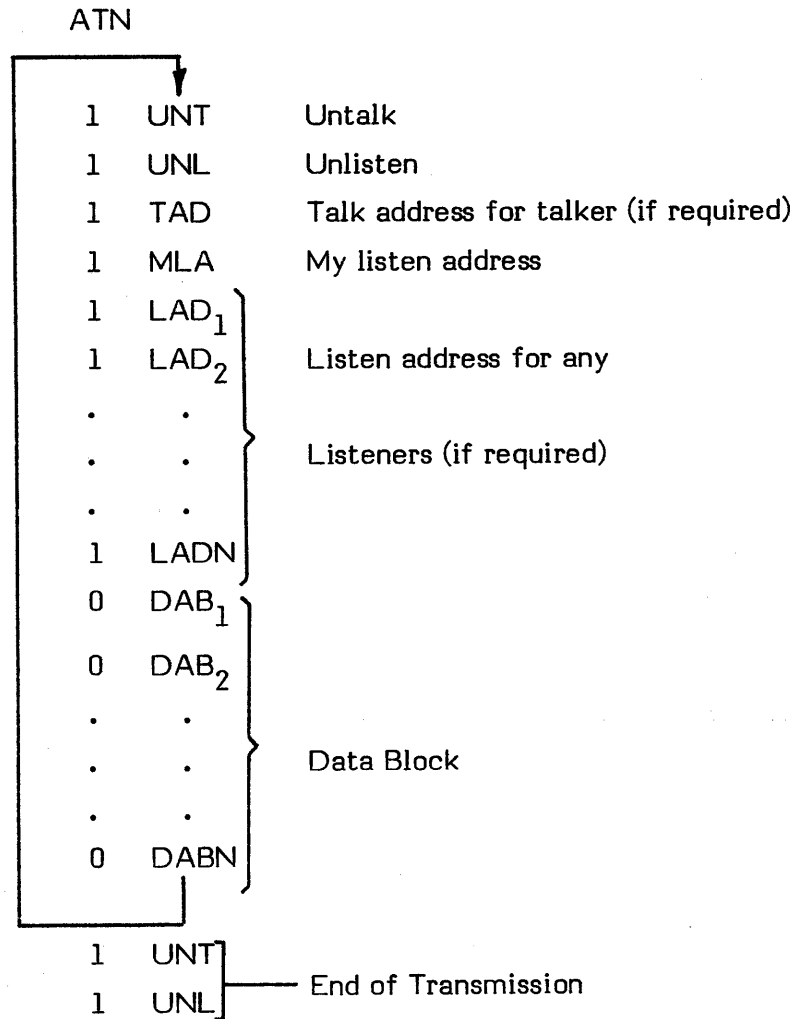 ATN
1 UNT Untalk
1 UNL Unlisten
1 TAD Talk address for talker (if required)
1 MLA My listen address
1 LAD1
1 LAD2 Listen address for any
. .
. . Listeners (if required)
. .
1 LADN
0 DAB1
0 DAB2
. .
. . Data Block
. .
0 DABN
1 UNT
End of Transmission
1 UNL